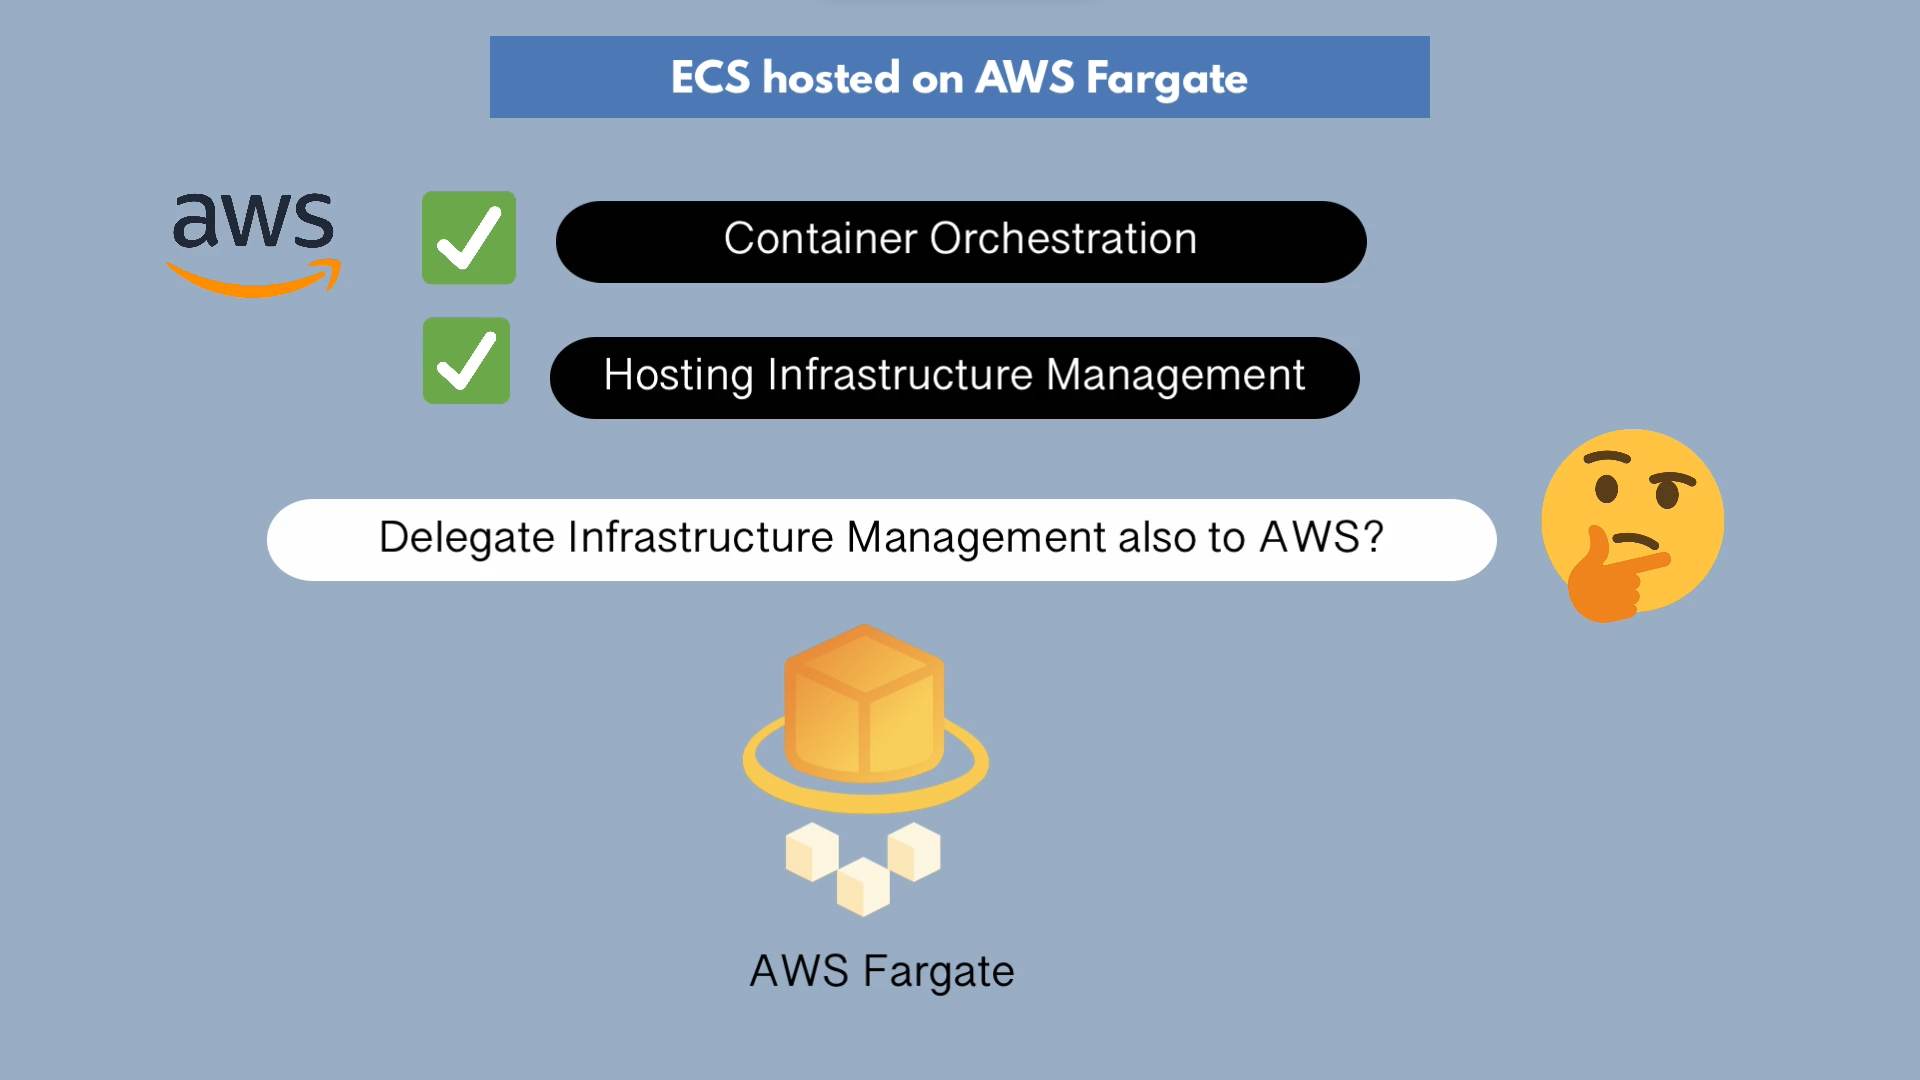 ECS hosted on AWS Fargate
aws
Container Orchestration
Hosting Infrastructure Management
Delegate Infrastructure Management also to AWS?
AWS Fargate